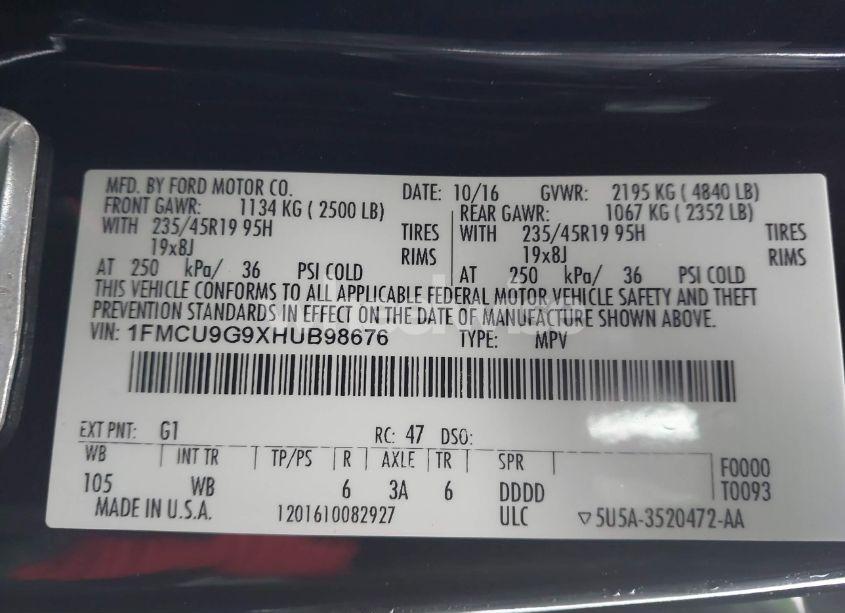 MFD. BY FORD MOTOR CO. DATE: 10/16 GVWR: 2195 KG ( 4840 LB)
FRONT GAWR: 1134 KG ( 2500 LB) REAR GAWR: 1067 KG ( 2352 LB)
WITH 235/45R19 95H TIRES WITH 235/45R19 95H TIRES
19x8J RIMS 19x8J RIMS
AT 250 kPa/ 36 PSI COLD AT 250 kPa/ 36 PSI COLD
THIS VEHICLE CONFORMS TO ALL APPLICABLE FEDERAL MOTOR VEHICLE SAFETY AND THEFT
PREVENTION STANDARDS IN EFFECT ON THE DATE OF MANUFACTURE SHOWN ABOVE.
VIN: 1FMCU9G9XHUB98676 TYPE: MPV
EXT PNT: G1 RC: 47 DSO:
WB INT TR TP/PS R AXLE TR SPR F0000
105 WB 6 3A 6 DDDD T0093
MADE IN U.S.A. 1201610082927 ULC ▽5U5A-3520472-AA